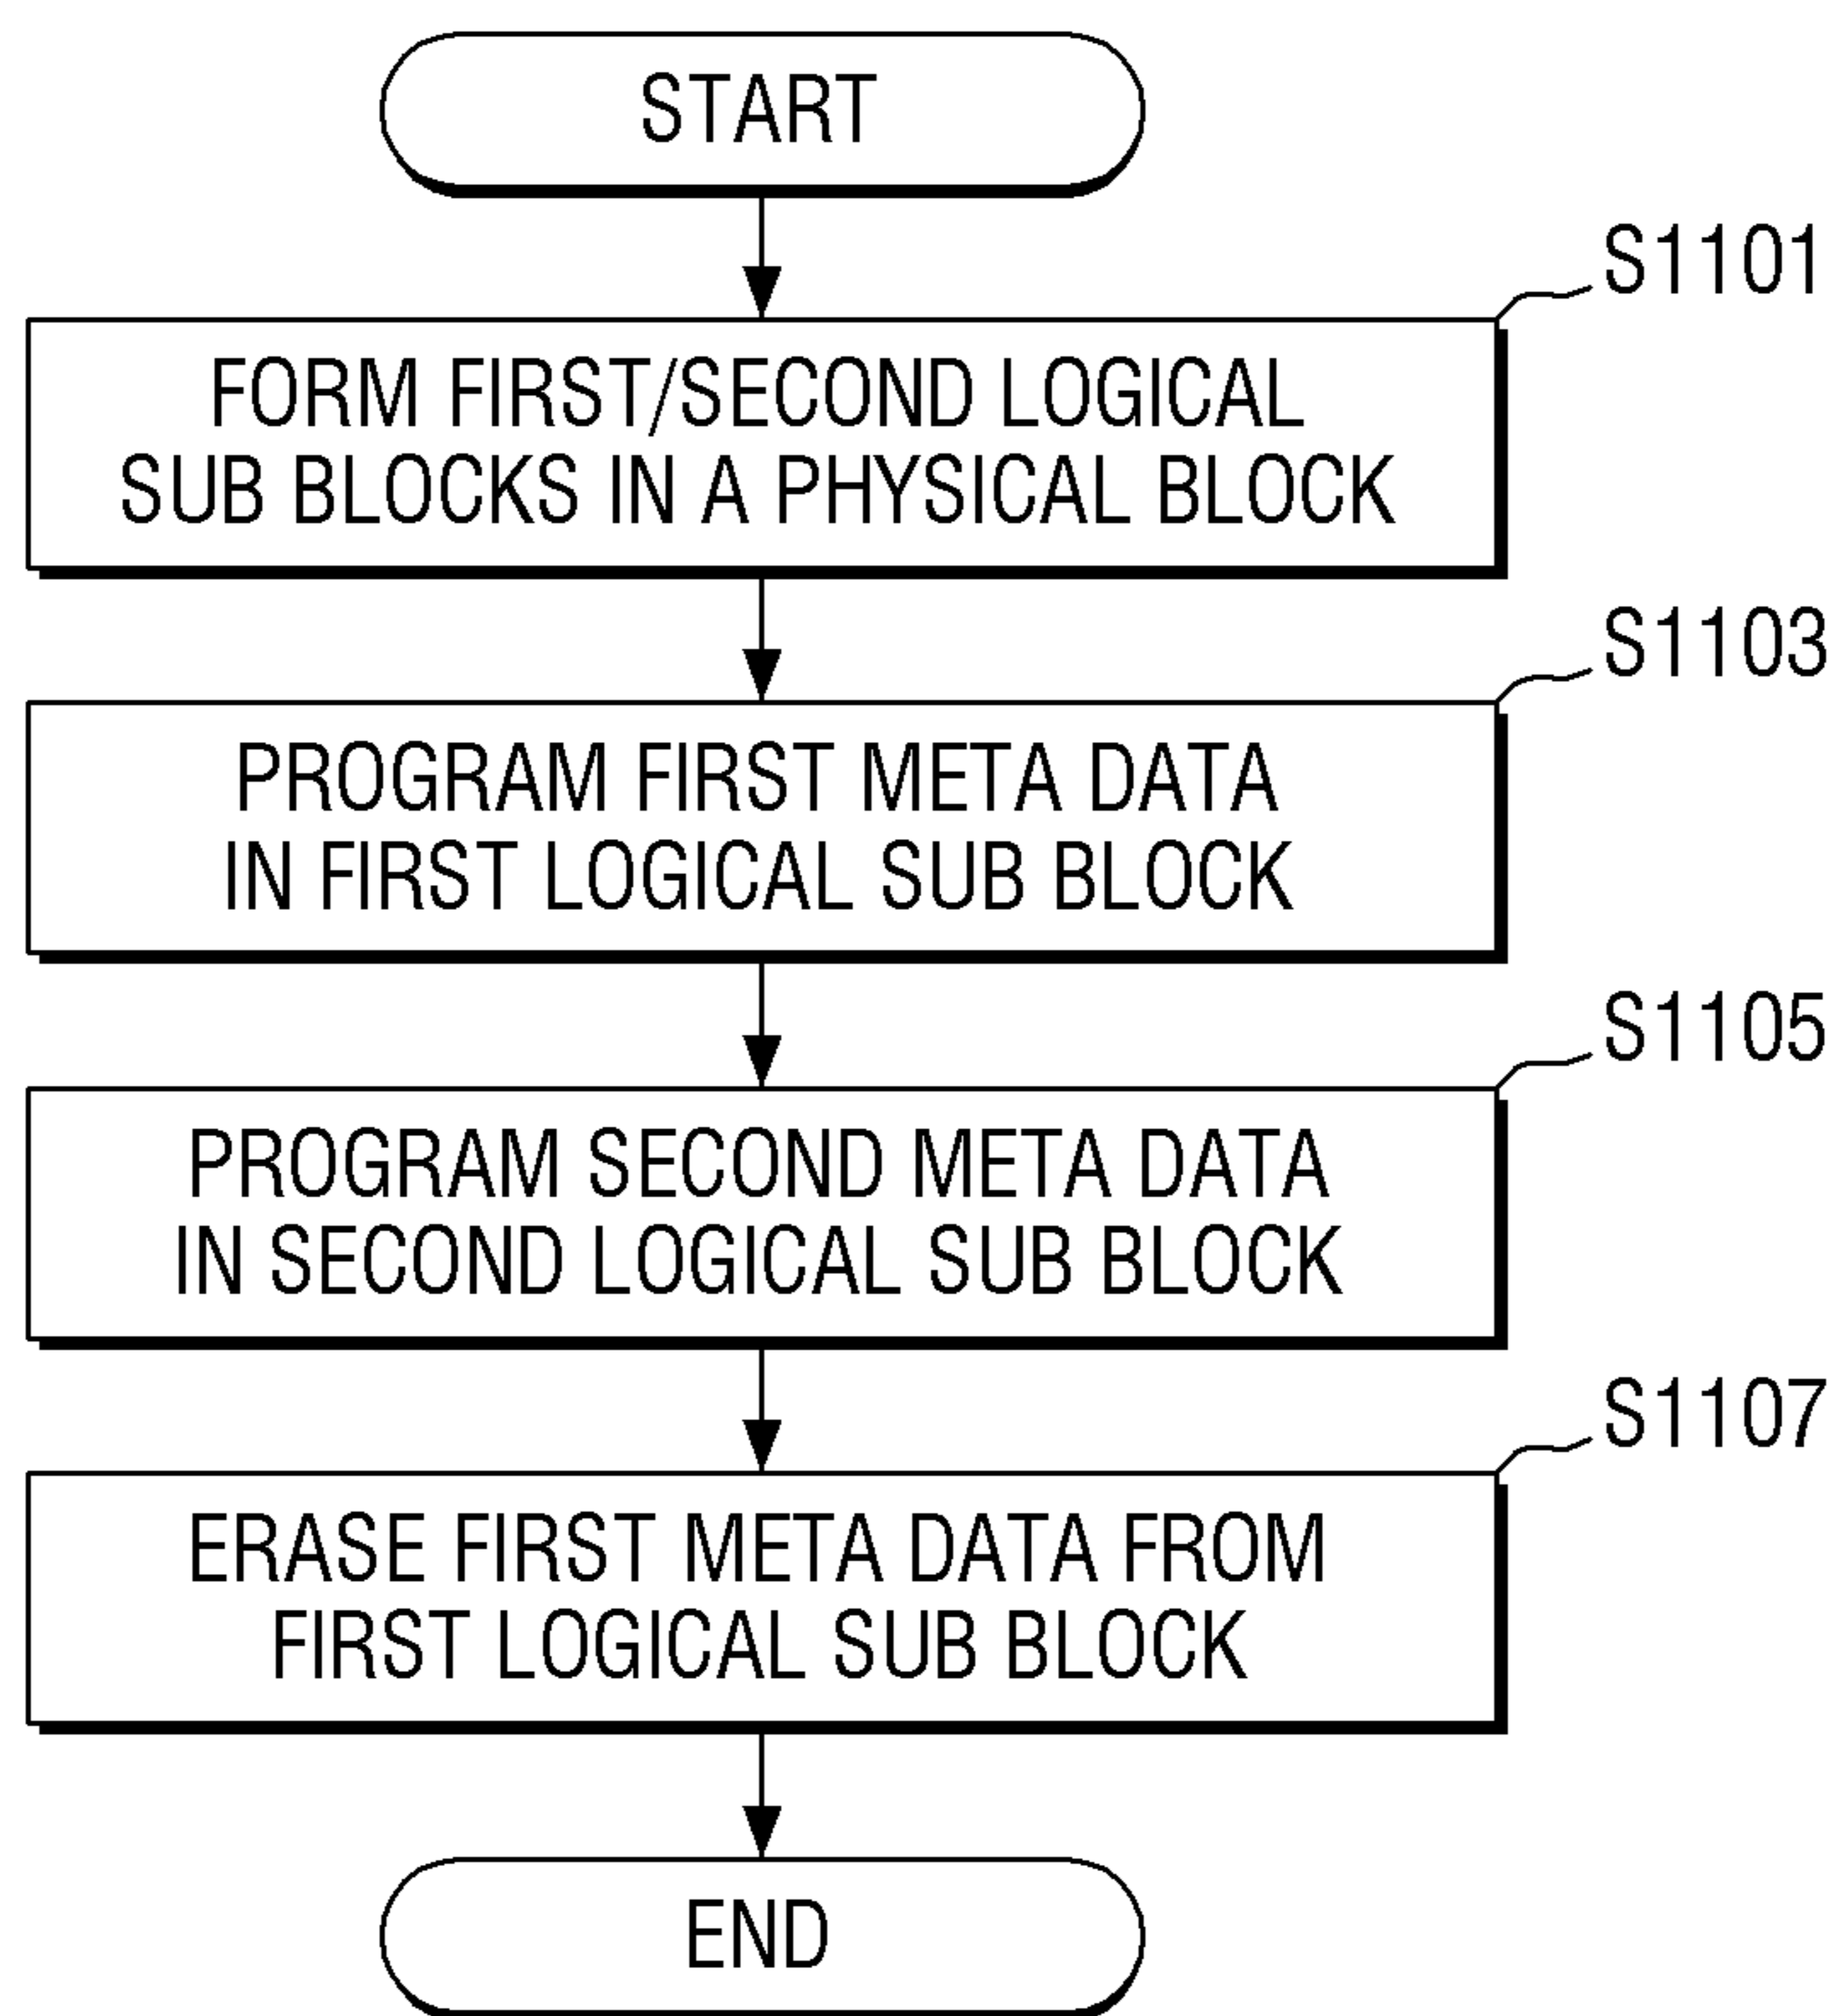 START
S1101
FORM FIRST/SECOND LOGICAL
SUB BLOCKS IN A PHYSICAL BLOCK
S1103
PROGRAM FIRST META DATA
IN FIRST LOGICAL SUB BLOCK
S1105
PROGRAM SECOND META DATA
IN SECOND LOGICAL SUB BLOCK
S1107
ERASE FIRST META DATA FROM
FIRST LOGICAL SUB BLOCK
END